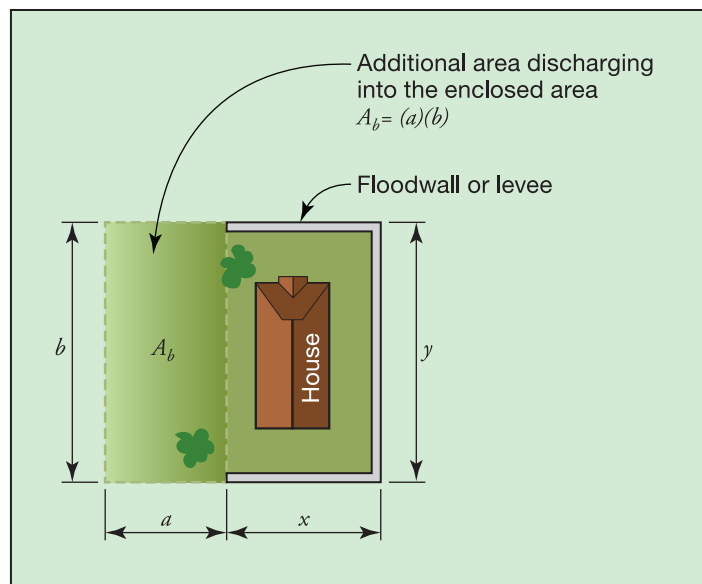 Additional area discharging
into the enclosed area
A_b= (a)(b)
Floodwall or levee
b
A_b
House
y
a
x